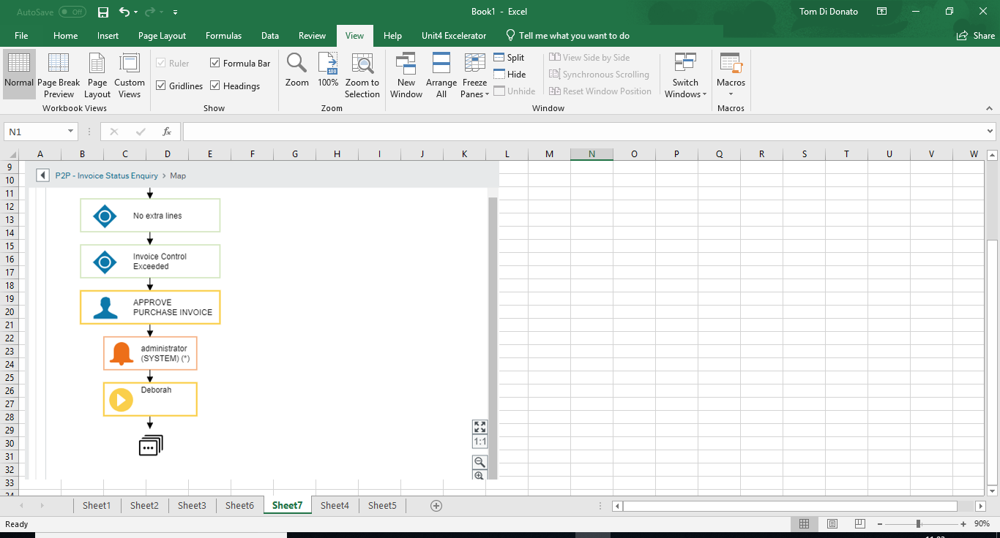 AutoSave Off
Book1 - Excel
Tom Di Donato
File Home Insert Page Layout Formulas Data Review View Help Unit4 Excelerator Tell me what you want to do Share
Normal
Page Break Preview
Page Layout
Custom Views
Workbook Views
Ruler
Formula Bar
Gridlines
Headings
Show
Zoom
100
100%
Zoom to Selection
Zoom
New Window
Arrange All
Freeze Panes
Split
Hide
Unhide
View Side by Side
Synchronous Scrolling
Reset Window Position
Window
Switch Windows
Macros
Macros
N1
fx
A B C D E F G H I J K L M N O P Q R S T U V W
9
10
11
12
13
14
15
16
17
18
19
20
21
22
23
24
25
26
27
28
29
30
31
32
33
P2P - Invoice Status Enquiry > Map
No extra lines
Invoice Control
Exceeded
APPROVE
PURCHASE INVOICE
administrator
(SYSTEM) (*)
Deborah
1:1
Sheet1 Sheet2 Sheet3 Sheet6 Sheet7 Sheet4 Sheet5
Ready
90%